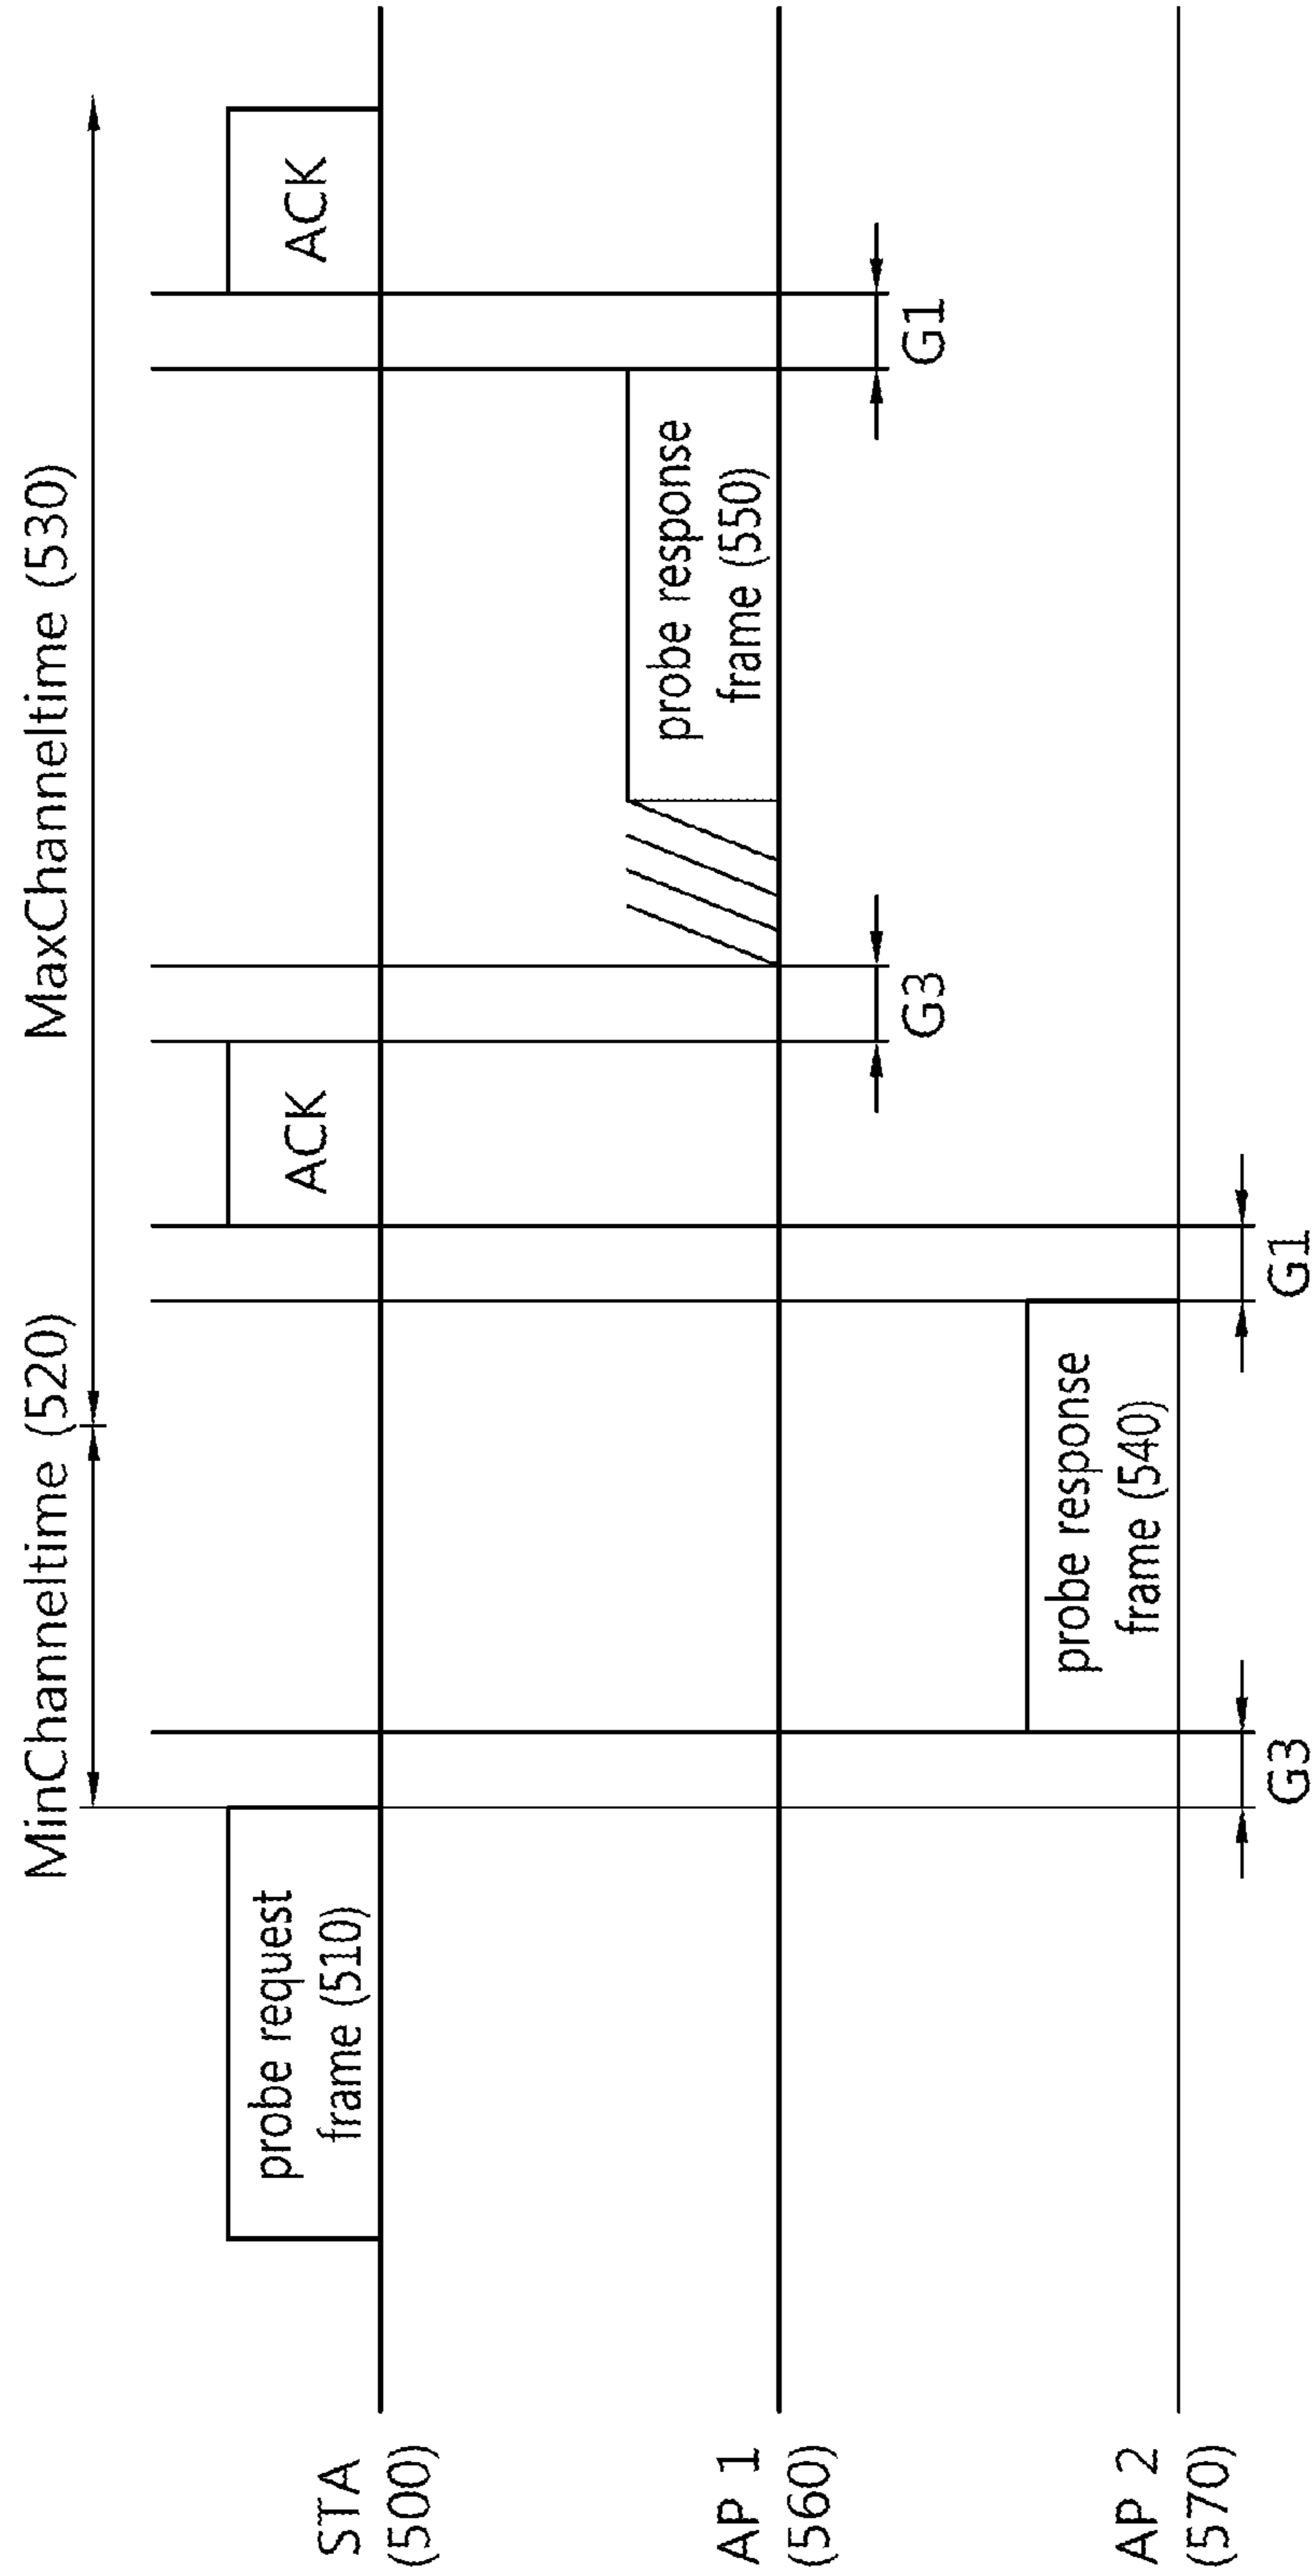 MinChanneltime (520)
MaxChanneltime (530)
STA
(500)
probe request
frame (510)
ACK
ACK
AP 1
(560)
probe response
frame (550)
G3
G1
AP 2
(570)
probe response
frame (540)
G3
G1